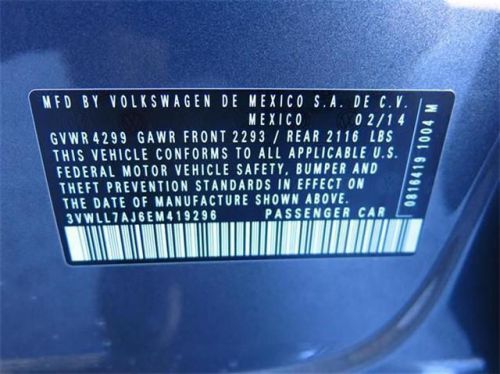 MFD BY VOLKSWAGEN DE MEXICO S.A. DE C.V.
MEXICO 02/14
GVWR 4299 GAWR FRONT 2293 / REAR 2116 LBS
THIS VEHICLE CONFORMS TO ALL APPLICABLE U.S.
FEDERAL MOTOR VEHICLE SAFETY, BUMPER AND
THEFT PREVENTION STANDARDS IN EFFECT ON
THE DATE OF MANUFACTURE SHOWN ABOVE.
3VWLL7AJ6EM419296 PASSENGER CAR
0816419 1004 M